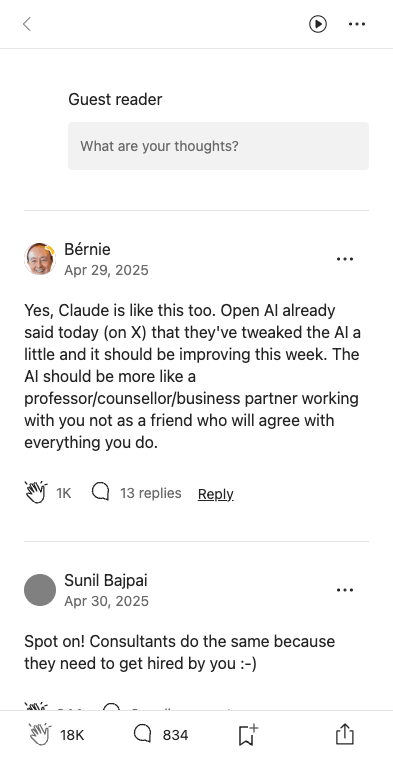 Guest reader
What are your thoughts?
Bérnie
Apr 29, 2025
Yes, Claude is like this too. Open AI already
said today (on X) that they've tweaked the AI a
little and it should be improving this week. The
AI should be more like a
professor/counsellor/business partner working
with you not as a friend who will agree with
everything you do.
1K 13 replies Reply
Sunil Bajpai
Apr 30, 2025
Spot on! Consultants do the same because
they need to get hired by you :-)
18K 834